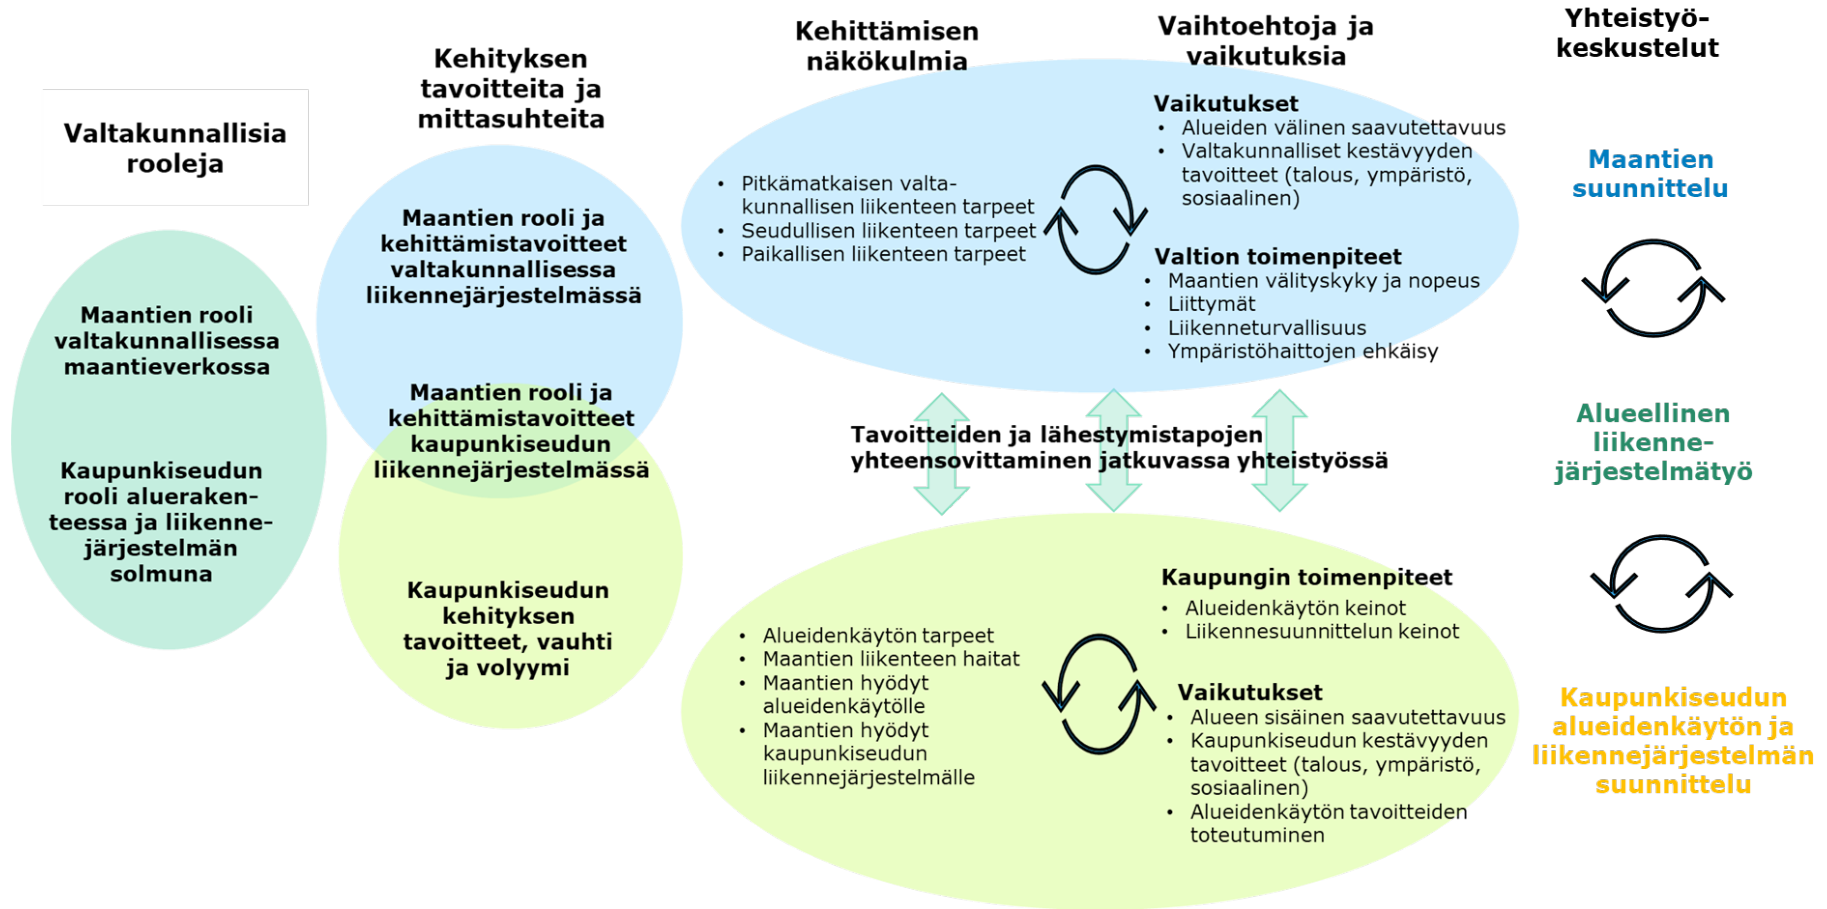 Valtakunnallisia
rooleja
Maantien rooli
valtakunnallisessa
maantieverkossa
Kaupunkiseudun
rooli alueraken-
teessa ja liikenne-
järjestelmän
solmuna
Kehityksen
tavoitteita ja
mittasuhteita
Maantien rooli ja
kehittämistavoitteet
valtakunnallisessa
liikennejärjestelmässä
Maantien rooli ja
kehittämistavoitteet
kaupunkiseudun
liikennejärjestelmässä
Kaupunkiseudun
kehityksen
tavoitteet, vauhti
ja volyymi
Kehittämisen
näkökulmia
• Pitkämatkaisen valta-
kunnallisen liikenteen tarpeet
• Seudullisen liikenteen tarpeet
• Paikallisen liikenteen tarpeet
Vaihtoehtoja ja
vaikutuksia
Vaikutukset
• Alueiden välinen saavutettavuus
• Valtakunnalliset kestävyyden
tavoitteet (talous, ympäristö,
sosiaalinen)
Valtion toimenpiteet
• Maantien välityskyky ja nopeus
• Liittymät
• Liikenneturvallisuus
• Ympäristöhaittojen ehkäisy
Tavoitteiden ja lähestymistapojen
yhteensovittaminen jatkuvassa yhteistyössä
• Alueidenkäytön tarpeet
• Maantien liikenteen haitat
• Maantien hyödyt
alueidenkäytölle
• Maantien hyödyt
kaupunkiseudun
liikennejärjestelmälle
Kaupungin toimenpiteet
• Alueidenkäytön keinot
• Liikennesuunnittelun keinot
Vaikutukset
• Alueen sisäinen saavutettavuus
• Kaupunkiseudun kestävyyden
tavoitteet (talous, ympäristö,
sosiaalinen)
• Alueidenkäytön tavoitteiden
toteutuminen
Yhteistyö-
keskustelut
Maantien
suunnittelu
Alueellinen
liikenne-
järjestelmätyö
Kaupunkiseudun
alueidenkäytön ja
liikennejärjestelmän
suunnittelu